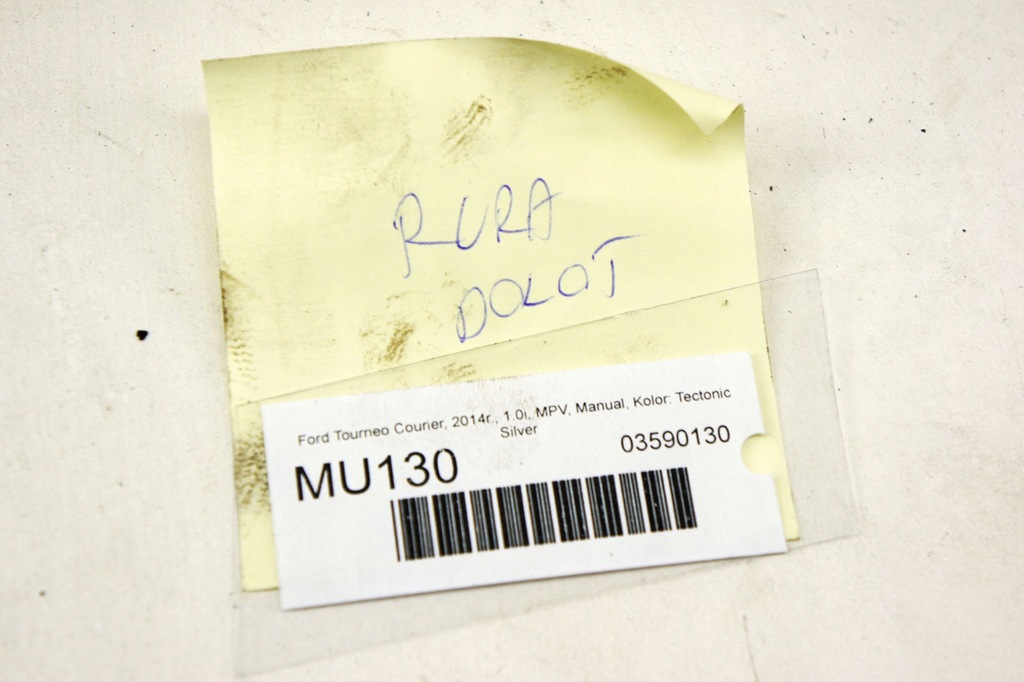 RURA
DOLOT
Ford Tourneo Courier, 2014r., 1.0i, MPV, Manual, Kolor: Tectonic
Silver
03590130
MU130